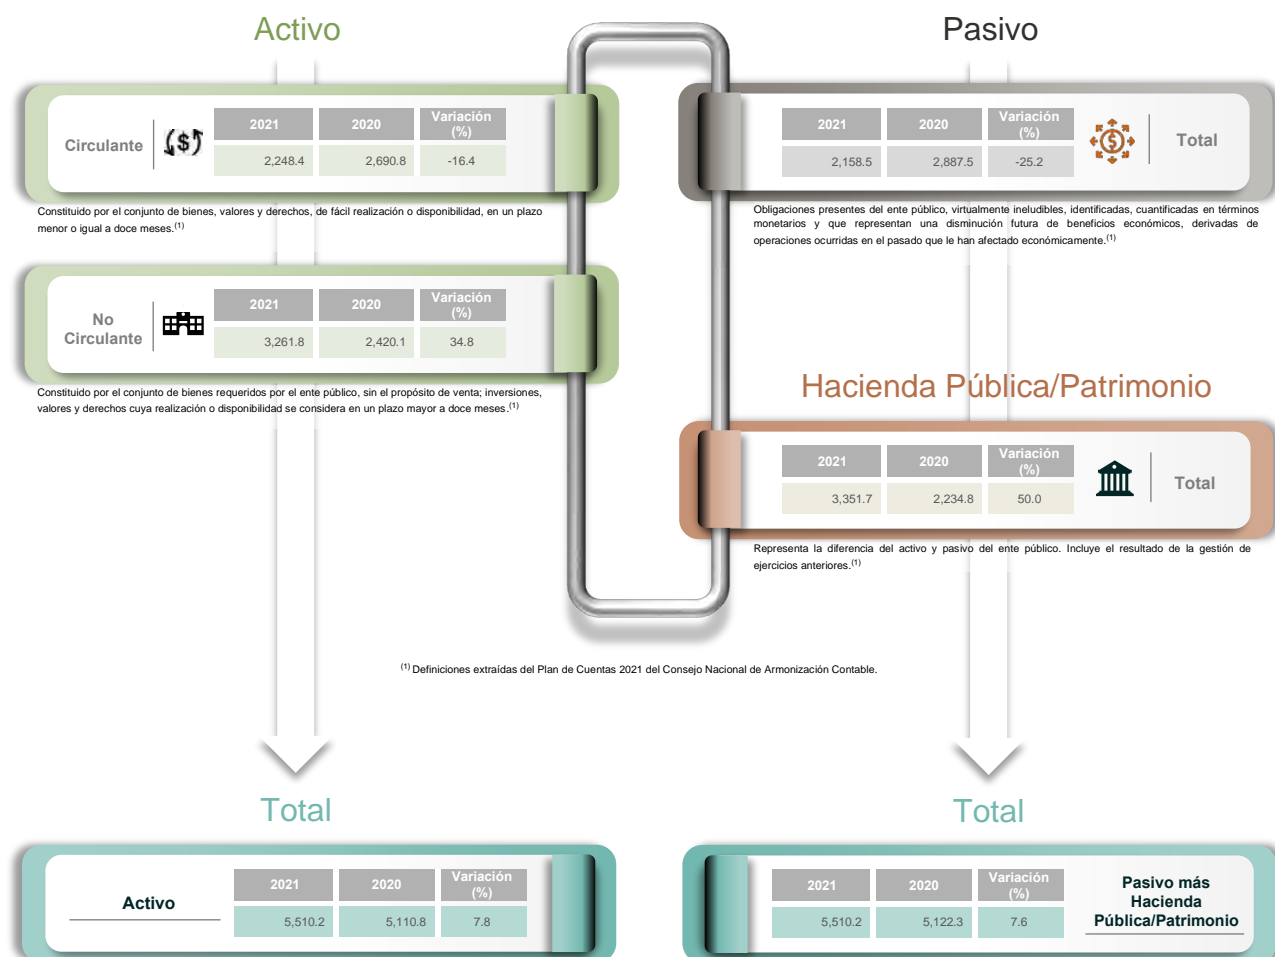 Activo
Circulante
2021 2020 Variación (%)
2,248.4 2,690.8 -16.4
Constituido por el conjunto de bienes, valores y derechos, de fácil realización o disponibilidad, en un plazo
menor o igual a doce meses.(1)
No
Circulante
2021 2020 Variación (%)
3,261.8 2,420.1 34.8
Constituido por el conjunto de bienes requeridos por el ente público, sin el propósito de venta; inversiones,
valores y derechos cuya realización o disponibilidad se considera en un plazo mayor a doce meses.(1)
Pasivo
2021 2020 Variación (%)
2,158.5 2,887.5 -25.2
Total
Obligaciones presentes del ente público, virtualmente ineludibles, identificadas, cuantificadas en términos
monetarios y que representan una disminución futura de beneficios económicos, derivadas de
operaciones ocurridas en el pasado que le han afectado económicamente.(1)
Hacienda Pública/Patrimonio
2021 2020 Variación (%)
3,351.7 2,234.8 50.0
Total
Representa la diferencia del activo y pasivo del ente público. Incluye el resultado de la gestión de
ejercicios anteriores.(1)
(1) Definiciones extraídas del Plan de Cuentas 2021 del Consejo Nacional de Armonización Contable.
Total
Activo
2021 2020 Variación (%)
5,510.2 5,110.8 7.8
Total
2021 2020 Variación (%)
5,510.2 5,122.3 7.6
Pasivo más
Hacienda
Pública/Patrimonio